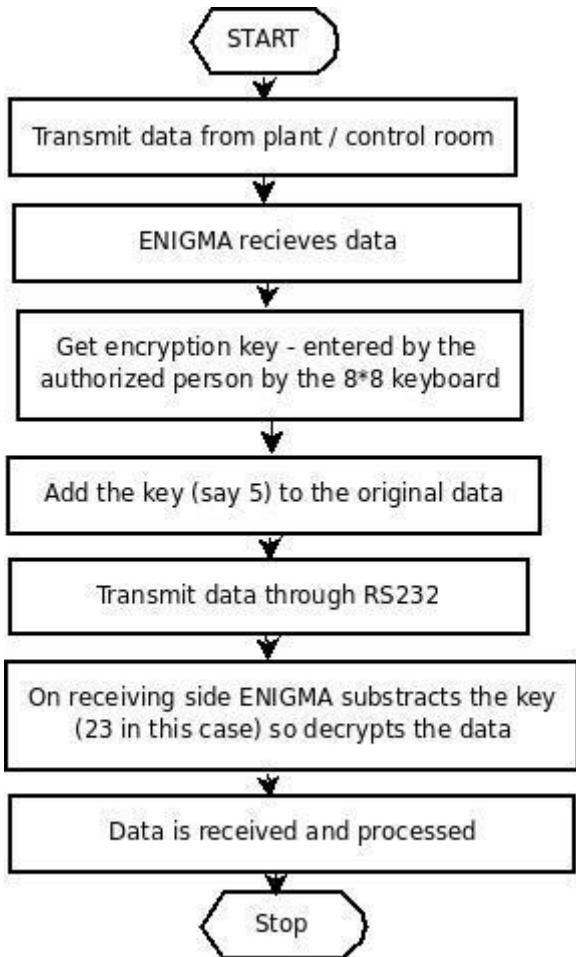 START
Transmit data from plant / control room
ENIGMA recieves data
Get encryption key - entered by the
authorized person by the 8*8 keyboard
Add the key (say 5) to the original data
Transmit data through RS232
On receiving side ENIGMA substracts the key
(23 in this case) so decrypts the data
Data is received and processed
Stop